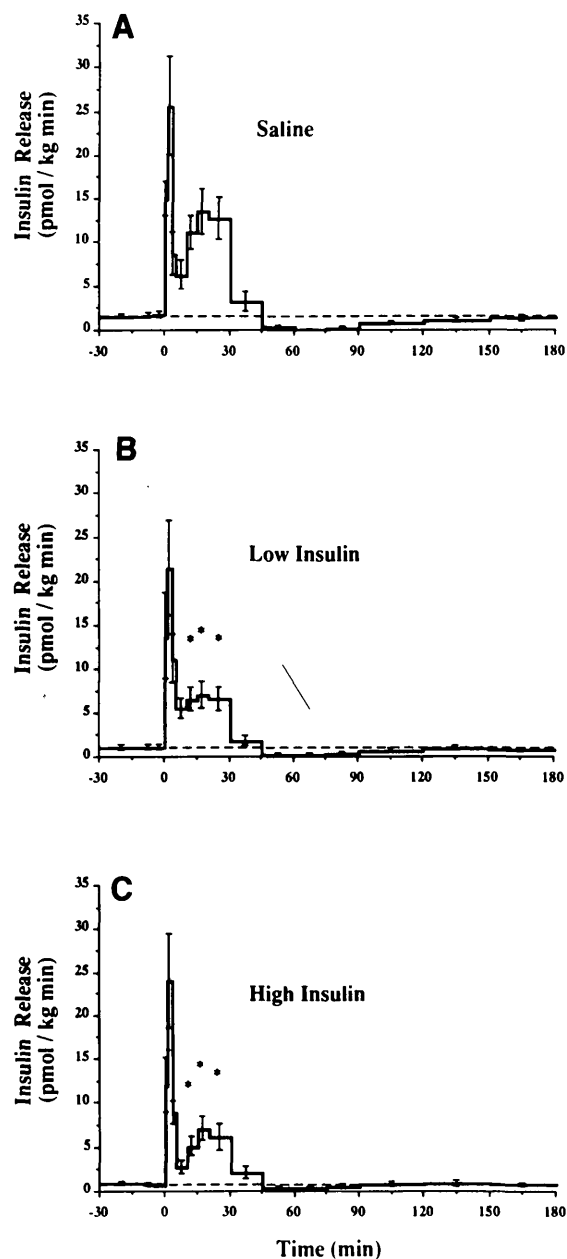 A
35
30
25
20
15
10
5
0
Insulin Release
(pmol / kg min)
Saline
-30 0 30 60 90 120 150 180
B
35
30
25
20
15
10
5
0
Insulin Release
(pmol / kg min)
Low Insulin
* * *
-30 0 30 60 90 120 150 180
C
35
30
25
20
15
10
5
0
Insulin Release
(pmol / kg min)
High Insulin
* * *
-30 0 30 60 90 120 150 180
Time (min)